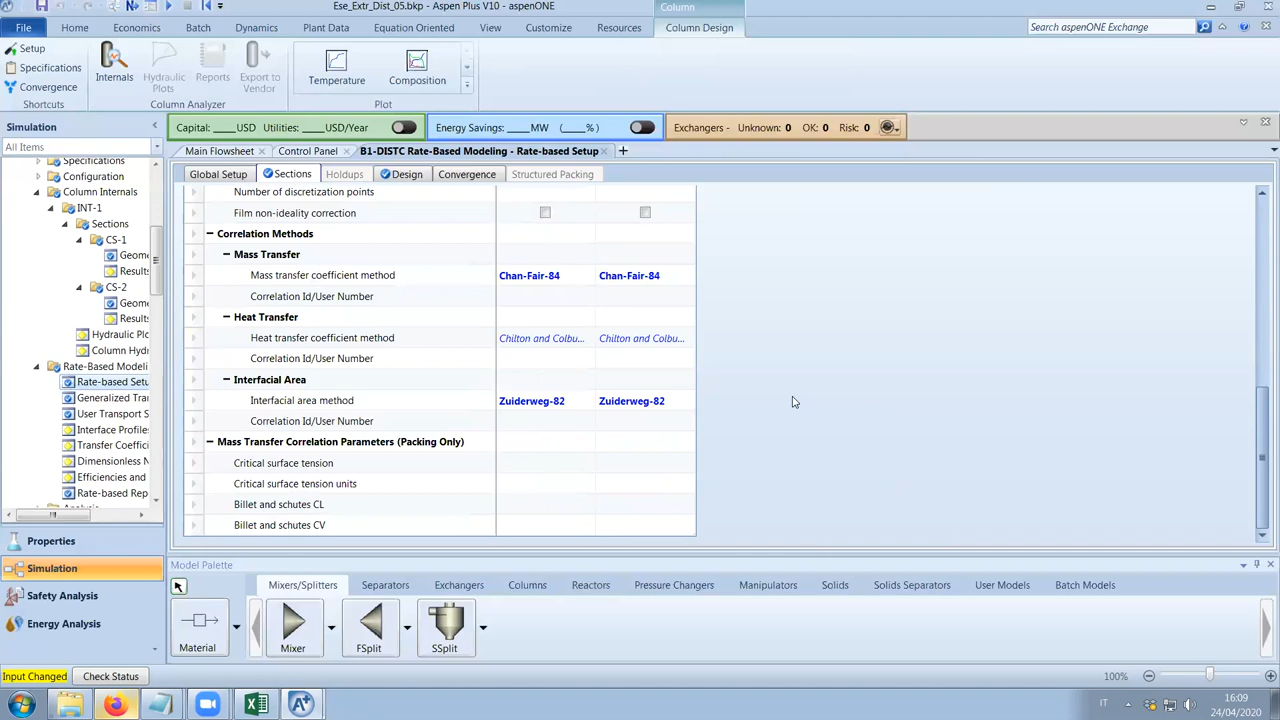 Ese_Extr_Dist_05.bkp - Aspen Plus V10 - aspenONE
Column
File Home Economics Batch Dynamics Plant Data Equation Oriented View Customize Resources Column Design
Search aspenONE Exchange
Setup
Specifications
Convergence
Shortcuts
Internals
Hydraulic Plots
Reports
Export to Vendor
Column Analyzer
Temperature
Composition
Plot
Simulation
Capital: ____USD Utilities: ____USD/Year
Energy Savings: ____MW (____%)
Exchangers - Unknown: 0 OK: 0 Risk: 0
All Items
Main Flowsheet Control Panel B1-DISTC Rate-Based Modeling - Rate-based Setup
Global Setup Sections Holdups Design Convergence Structured Packing
Specifications
Configuration
Column Internals
INT-1
Sections
CS-1
Geome
Results
CS-2
Geome
Results
Hydraulic Plo
Column Hydr
Rate-Based Modeli
Rate-based Setu
Generalized Tra
User Transport S
Interface Profiles
Transfer Coeffici
Dimensionless N
Efficiencies and
Rate-based Rep
Number of discretization points
Film non-ideality correction
Correlation Methods
Mass Transfer
Mass transfer coefficient method Chan-Fair-84 Chan-Fair-84
Correlation Id/User Number
Heat Transfer
Heat transfer coefficient method Chilton and Colbu... Chilton and Colbu...
Correlation Id/User Number
Interfacial Area
Interfacial area method Zuiderweg-82 Zuiderweg-82
Correlation Id/User Number
Mass Transfer Correlation Parameters (Packing Only)
Critical surface tension
Critical surface tension units
Billet and schutes CL
Billet and schutes CV
Properties
Simulation
Safety Analysis
Energy Analysis
Model Palette
Mixers/Splitters Separators Exchangers Columns Reactors Pressure Changers Manipulators Solids Solids Separators User Models Batch Models
Material Mixer FSplit SSplit
Input Changed Check Status
100%
IT
16:09
24/04/2020